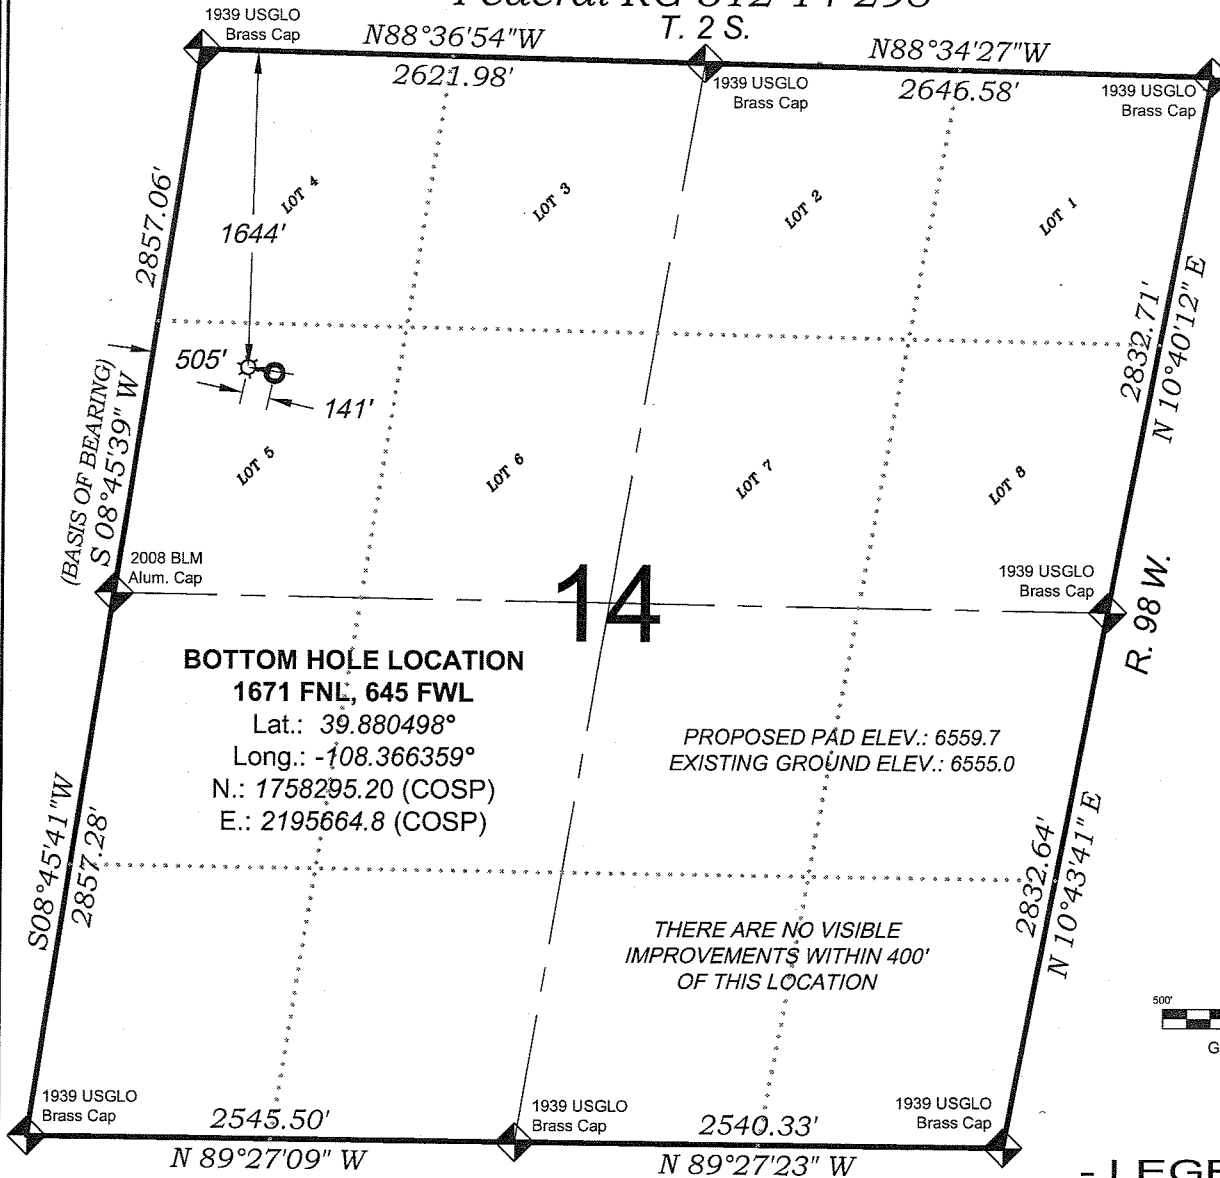 T. 2 S.
1939 USGLO
Brass Cap
N88°36'54"W
2621.98'
1939 USGLO
Brass Cap
N88°34'27"W
2646.58'
1939 USGLO
Brass Cap
2857.06'
LOT 4
LOT 3
LOT 2
LOT 1
1644'
505'
141'
2832.71'
N 10°40'12" E
(BASIS OF BEARING)
S 08°45'39" W
LOT 5
LOT 6
LOT 7
LOT 8
2008 BLM
Alum. Cap
14
1939 USGLO
Brass Cap
R. 98 W.
BOTTOM HOLE LOCATION
1671 FNL, 645 FWL
Lat.: 39.880498°
Long.: -108.366359°
N.: 1758295.20 (COSP)
E.: 2195664.8 (COSP)
PROPOSED PAD ELEV.: 6559.7
EXISTING GROUND ELEV.: 6555.0
S08°45'41"W
2857.28'
2832.64'
N 10°43'41" E
THERE ARE NO VISIBLE
IMPROVEMENTS WITHIN 400'
OF THIS LOCATION
500'
G
1939 USGLO
Brass Cap
2545.50'
N 89°27'09" W
1939 USGLO
Brass Cap
2540.33'
N 89°27'23" W
1939 USGLO
Brass Cap